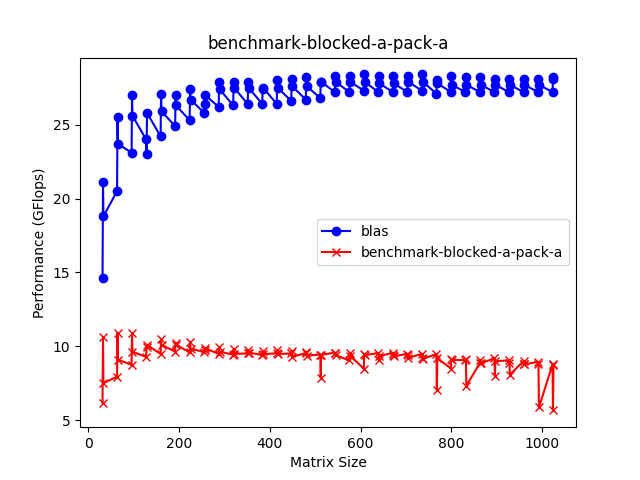 benchmark-blocked-a-pack-a
Performance (GFlops)
25
20
15
10
5
blas
benchmark-blocked-a-pack-a
0
200
400
600
800
1000
Matrix Size